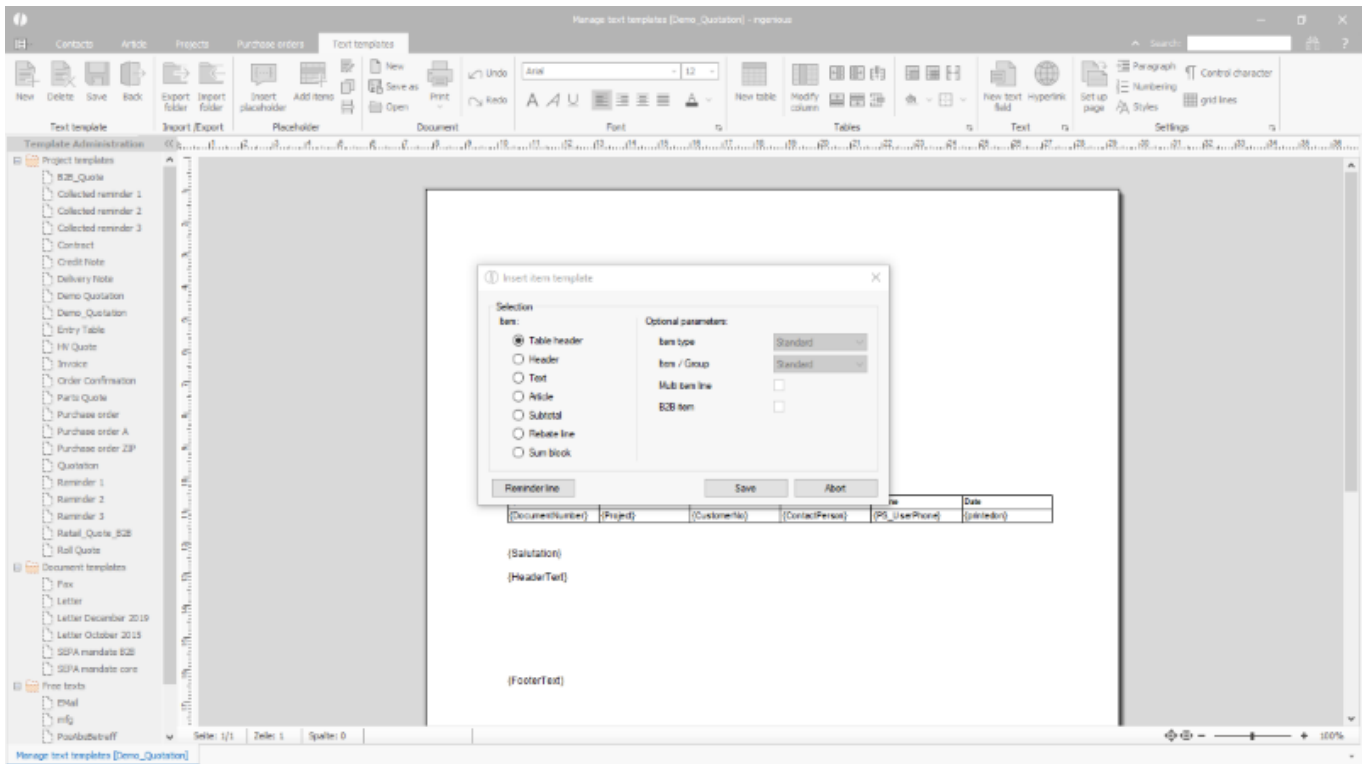 Manage text templates [Demo_Quotation] - ingenious
Contacts Article Projects Purchase orders Text templates Search:
New Delete Save Back Export folder Import folder Insert placeholder Add items New Save as Open Print Undo Redo Arial 12 New table Modify column New text field Hyperlink Set up page Paragraph Numbering Styles Control character grid lines
Text template Import /Export Placeholder Document Font Tables Text Settings
Template Administration
Project templates
B2B_Quote
Collected reminder 1
Collected reminder 2
Collected reminder 3
Contract
Credit Note
Delivery Note
Demo Quotation
Demo_Quotation
Entry Table
HV Quote
Invoice
Order Confirmation
Parts Quote
Purchase order
Purchase order A
Purchase order ZIP
Quotation
Reminder 1
Reminder 2
Reminder 3
Retail_Quote_B2B
Roll Quote
Document templates
Fax
Letter
Letter December 2019
Letter October 2015
SEPA mandate B2B
SEPA mandate core
Free texts
EMail
mfg
Insert item template
Selection
Item: Optional parameters:
Table header Item type Standard
Header Item / Group Standard
Text Multi item line
Article B2B item
Subtotal
Rebate line
Sum block
Reminder line Save Abort
Date
{DocumentNumber} {Project} {CustomerNo} {ContactPerson} {PS_UserPhone} {printedon}
{Salutation}
{HeaderText}
{FooterText}
Seite: 1/1 Zeile: 1 Spalte: 0 100%
Manage text templates [Demo_Quotation]